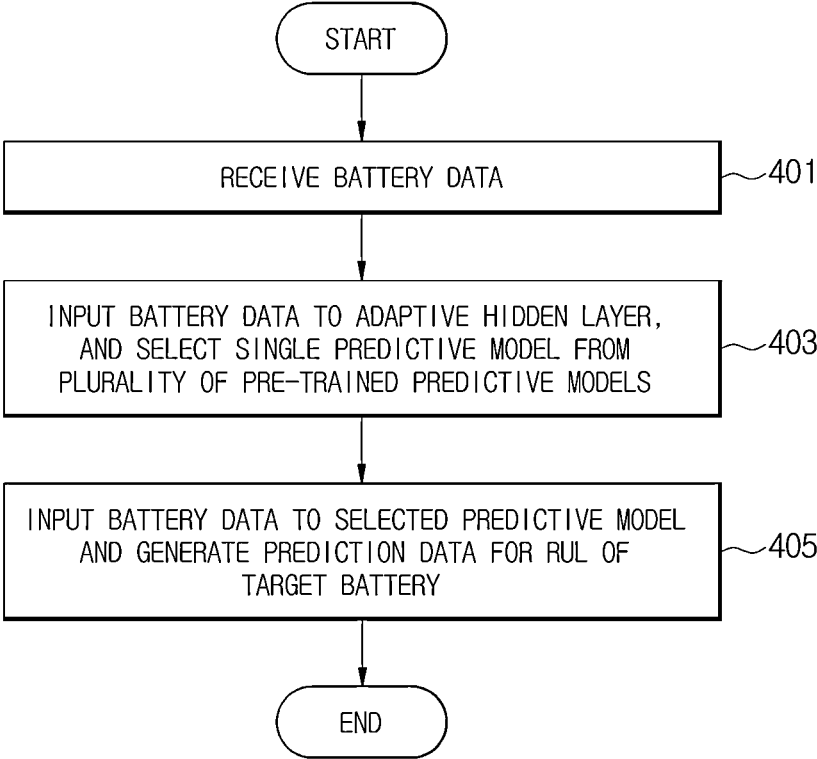 START
RECEIVE BATTERY DATA
401
INPUT BATTERY DATA TO ADAPTIVE HIDDEN LAYER,
AND SELECT SINGLE PREDICTIVE MODEL FROM
PLURALITY OF PRE-TRAINED PREDICTIVE MODELS
403
INPUT BATTERY DATA TO SELECTED PREDICTIVE MODEL
AND GENERATE PREDICTION DATA FOR RUL OF
TARGET BATTERY
405
END